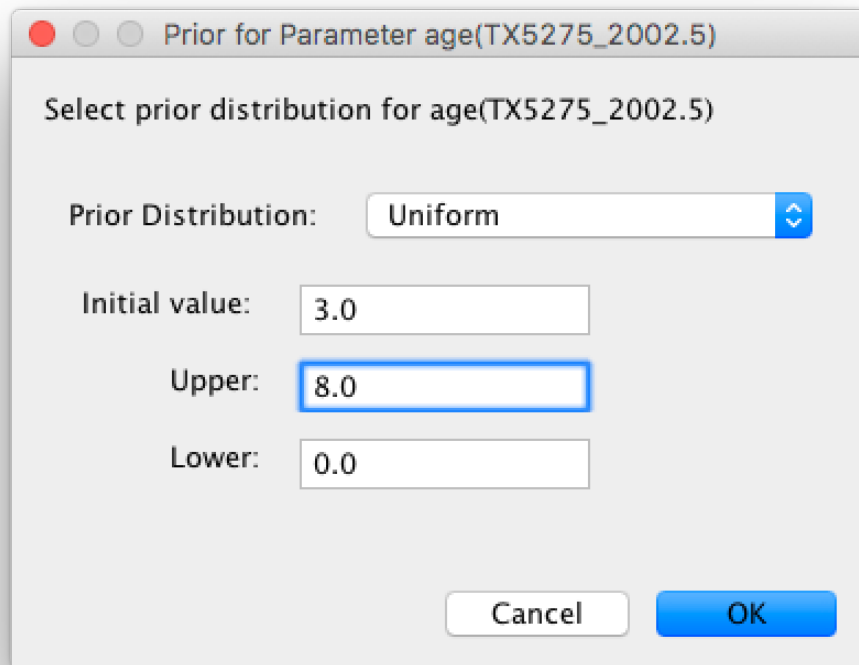 Prior for Parameter age(TX5275_2002.5)
Select prior distribution for age(TX5275_2002.5)
Prior Distribution: Uniform
Initial value: 3.0
Upper: 8.0
Lower: 0.0
Cancel OK